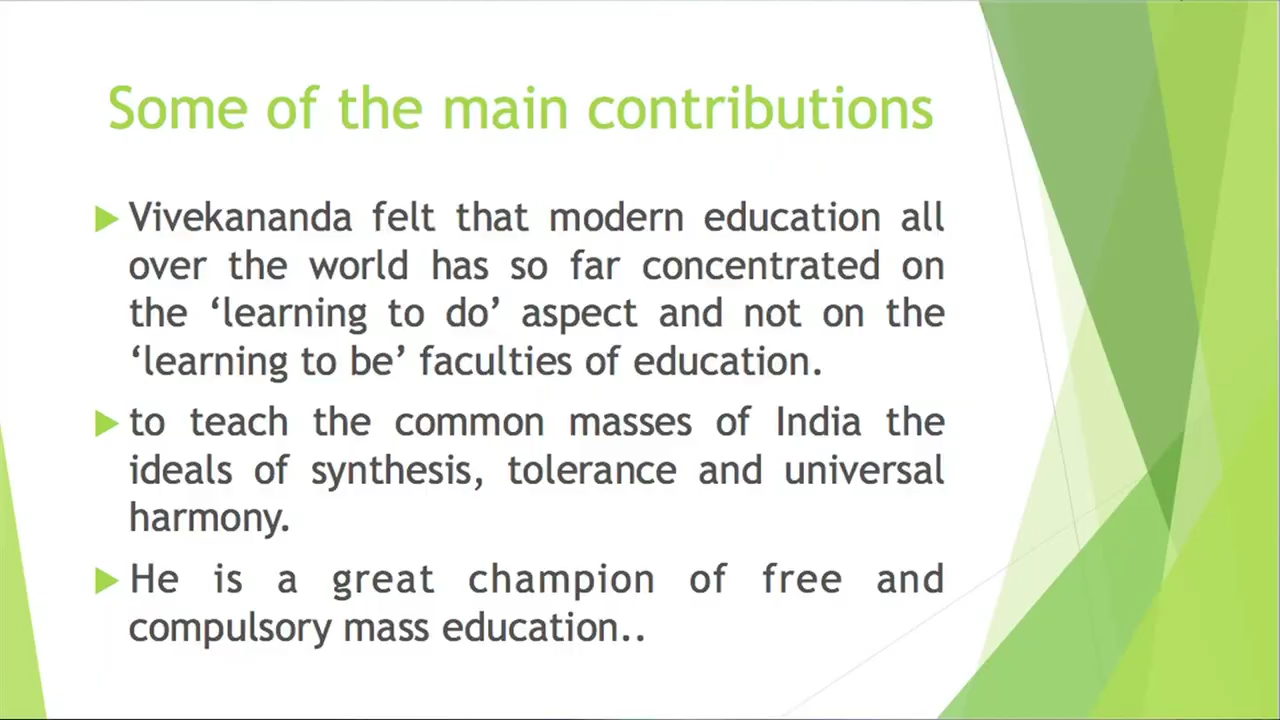 Some of the main contributions
Vivekananda felt that modern education all
over the world has so far concentrated on
the ‘learning to do’ aspect and not on the
‘learning to be’ faculties of education.
to teach the common masses of India the
ideals of synthesis, tolerance and universal
harmony.
He is a great champion of free and
compulsory mass education..